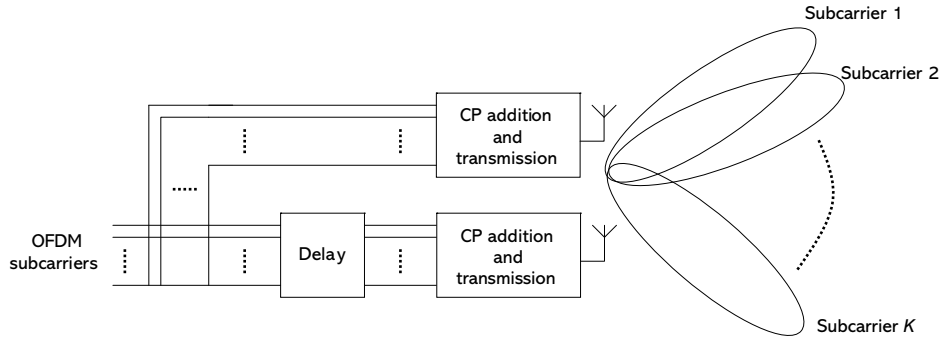 Subcarrier 1
Subcarrier 2
CP addition
and
transmission
OFDM
subcarriers
Delay
CP addition
and
transmission
Subcarrier K